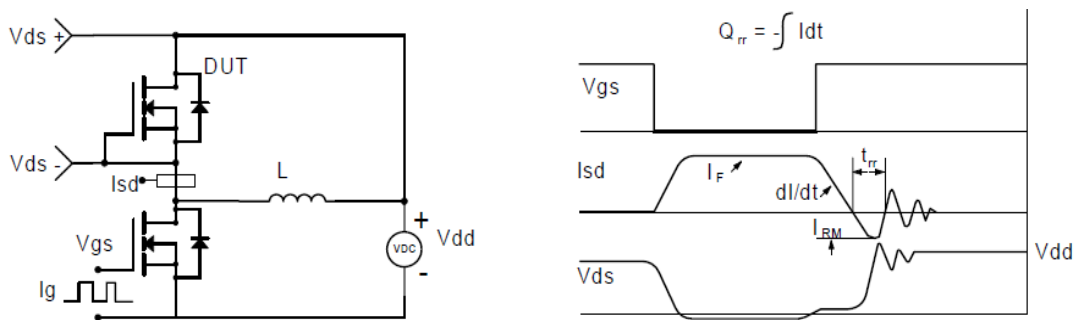 Vds +
DUT
Vds -
Isd
L
Vgs
+
VDC
-
Vdd
Ig
Q rr = -∫ Idt
Vgs
Isd
I F
dI/dt
t rr
I RM
Vds
Vdd